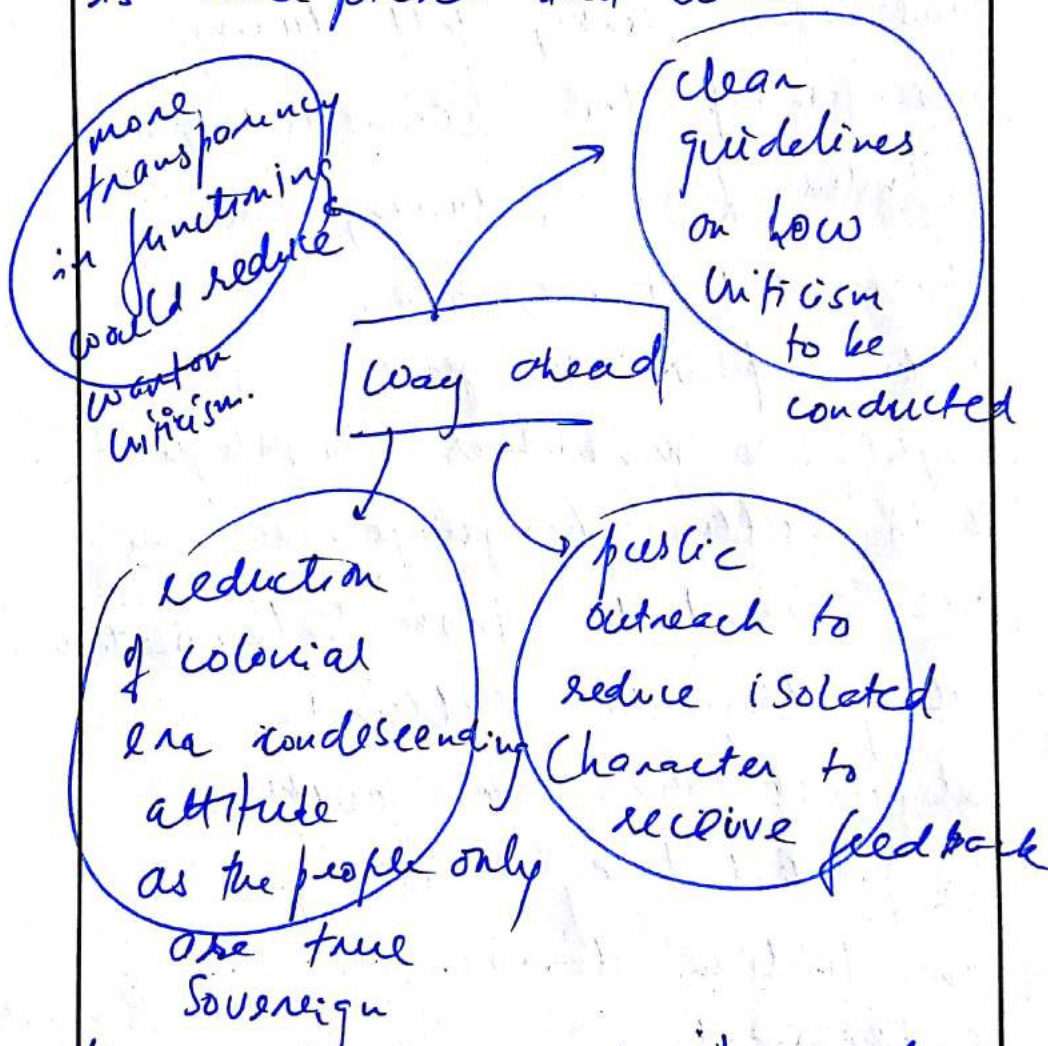 more
transparency
in functioning
would reduce
wanton
criticism.
clear
guidelines
on how
criticism
to be
conducted
Way ahead
reduction
of colonial
era condescending
attitude
as the people only
are true
Sovereign
public
outreach to
reduce isolated
Character to
receive feedback